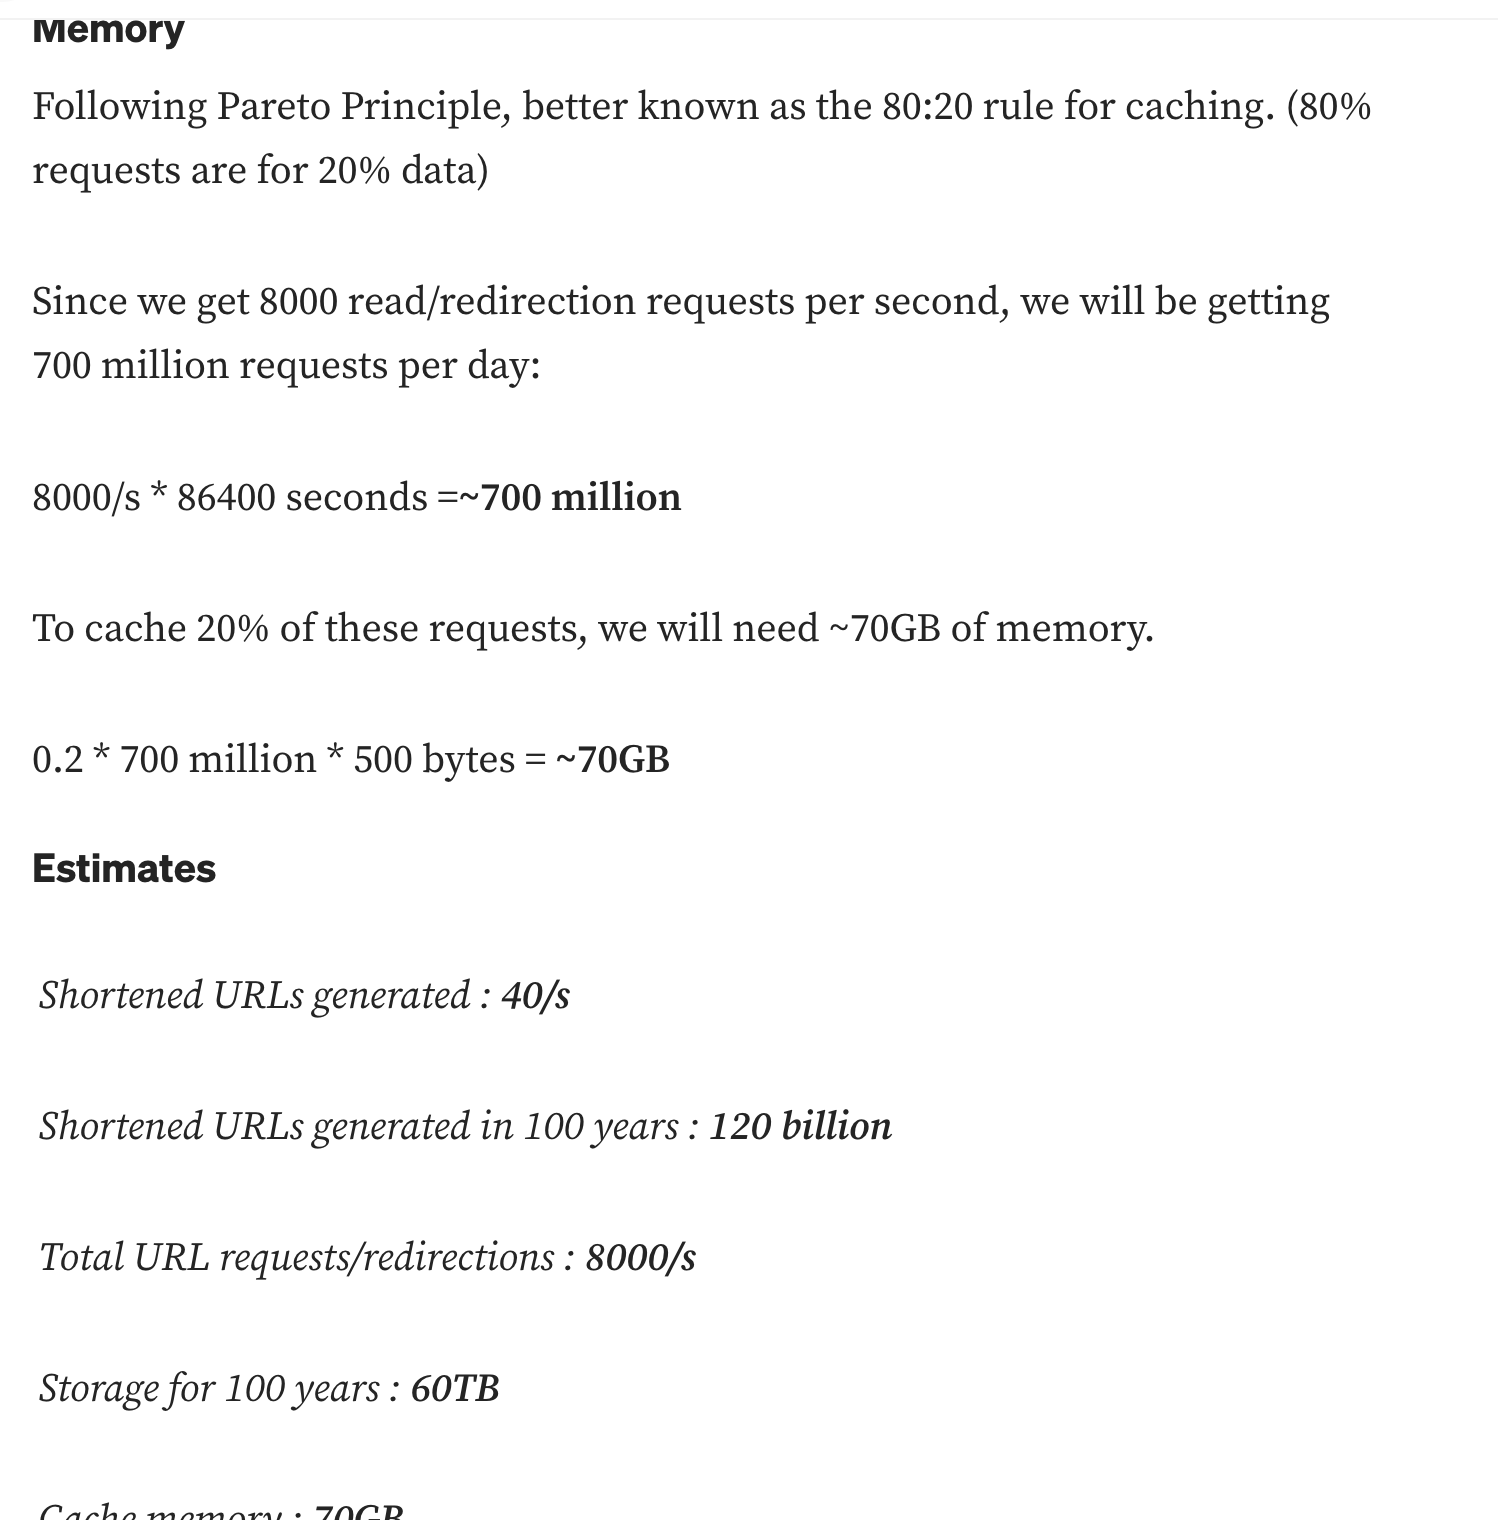 Memory
Following Pareto Principle, better known as the 80:20 rule for caching. (80%
requests are for 20% data)
Since we get 8000 read/redirection requests per second, we will be getting
700 million requests per day:
8000/s * 86400 seconds =~700 million
To cache 20% of these requests, we will need ~70GB of memory.
0.2 * 700 million * 500 bytes = ~70GB
Estimates
Shortened URLs generated : 40/s
Shortened URLs generated in 100 years : 120 billion
Total URL requests/redirections : 8000/s
Storage for 100 years : 60TB
Cache memory : 70GB